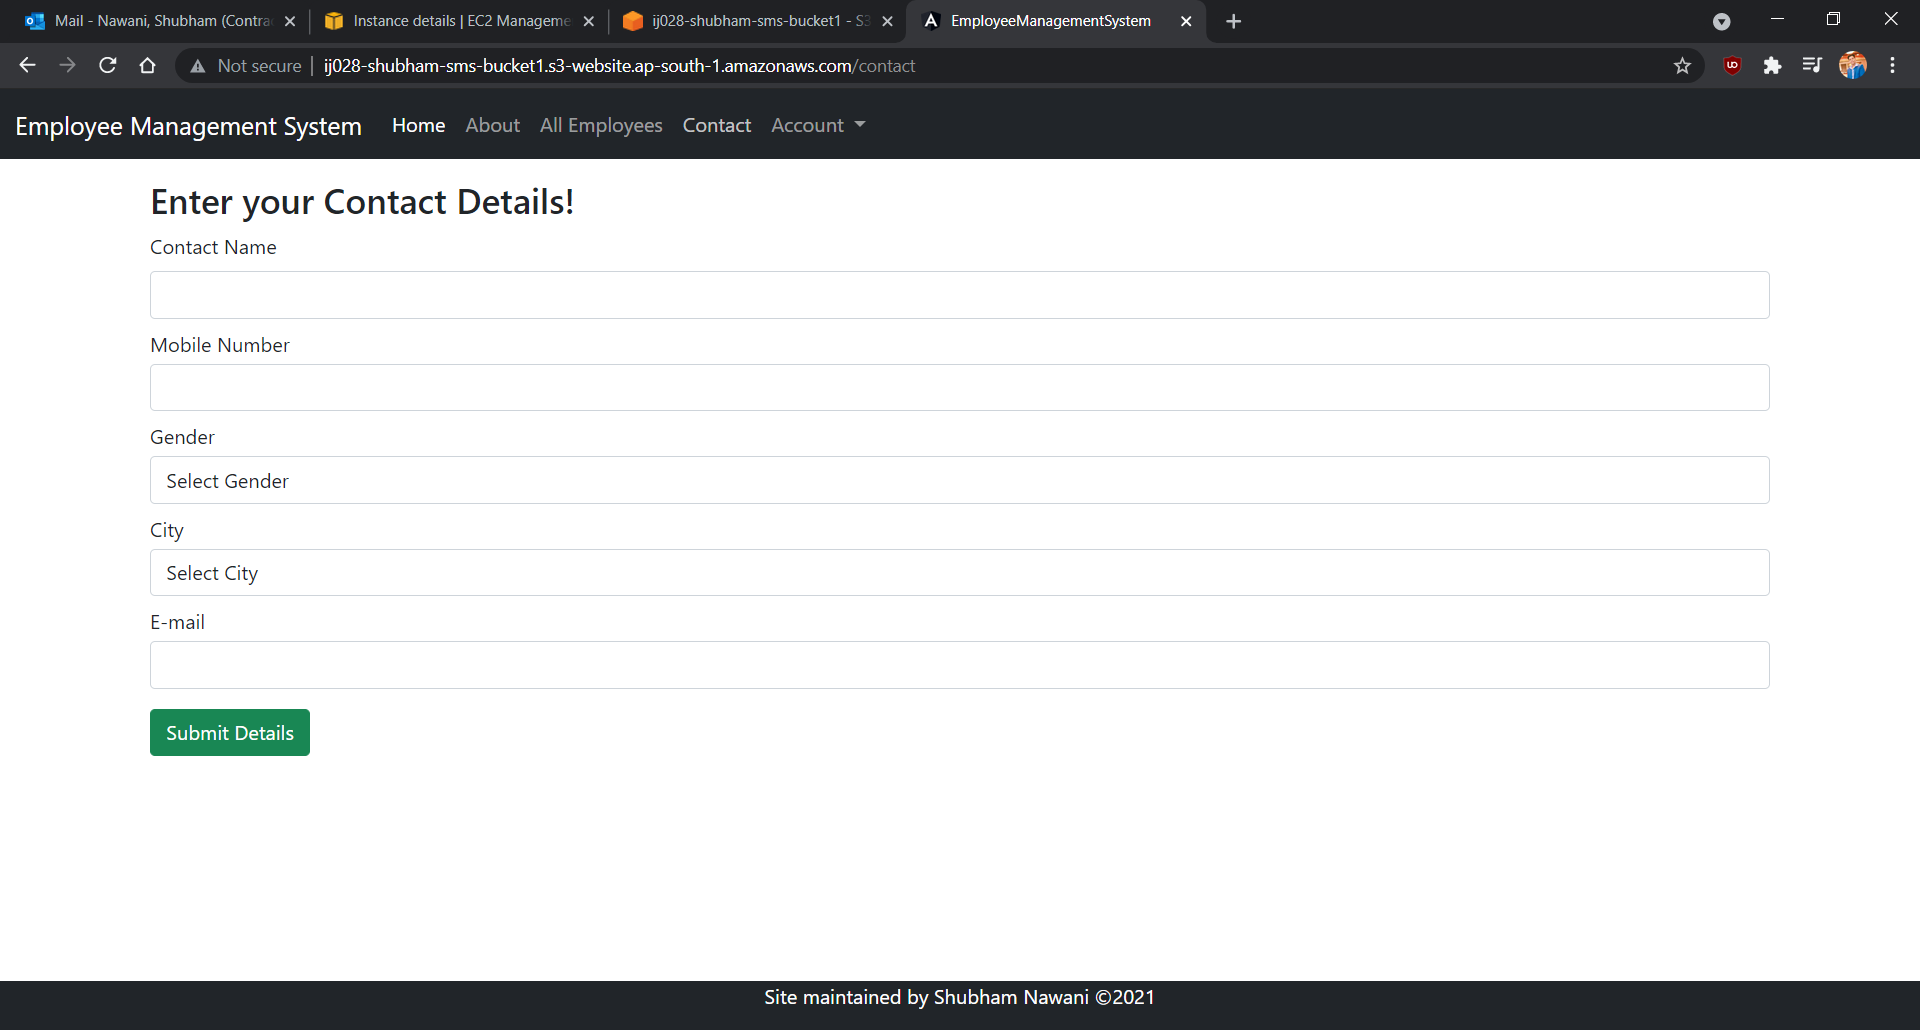 Mail - Nawani, Shubham (Contra
Instance details | EC2 Manageme
ij028-shubham-sms-bucket1 - S3
EmployeeManagementSystem
Not secure
ij028-shubham-sms-bucket1.s3-website.ap-south-1.amazonaws.com/contact
Employee Management System
Home
About
All Employees
Contact
Account
Enter your Contact Details!
Contact Name
Mobile Number
Gender
Select Gender
City
Select City
E-mail
Submit Details
Site maintained by Shubham Nawani ©2021